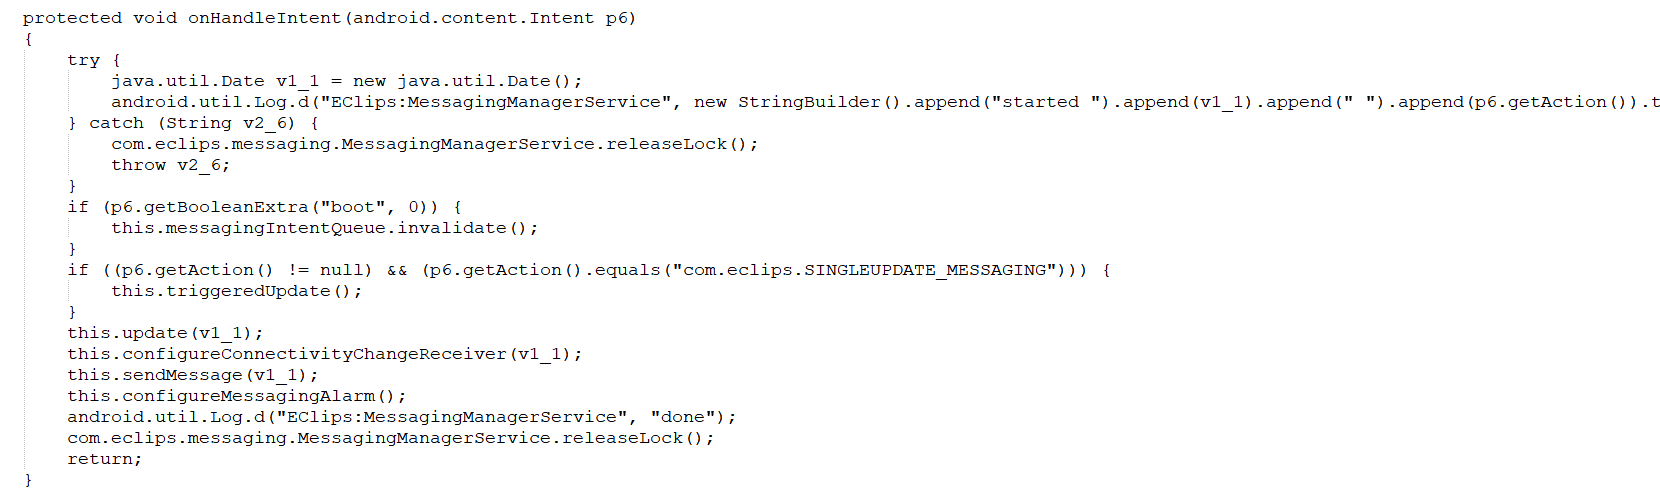 protected void onHandleIntent(android.content.Intent p6)
{
    try {
        java.util.Date v1_1 = new java.util.Date();
        android.util.Log.d("EClips:MessagingManagerService", new StringBuilder().append("started ").append(v1_1).append(" ").append(p6.getAction()).t
    } catch (String v2_6) {
        com.eclips.messaging.MessagingManagerService.releaseLock();
        throw v2_6;
    }
    if (p6.getBooleanExtra("boot", 0)) {
        this.messagingIntentQueue.invalidate();
    }
    if ((p6.getAction() != null) && (p6.getAction().equals("com.eclips.SINGLEUPDATE_MESSAGING"))) {
        this.triggeredUpdate();
    }
    this.update(v1_1);
    this.configureConnectivityChangeReceiver(v1_1);
    this.sendMessage(v1_1);
    this.configureMessagingAlarm();
    android.util.Log.d("EClips:MessagingManagerService", "done");
    com.eclips.messaging.MessagingManagerService.releaseLock();
    return;
}